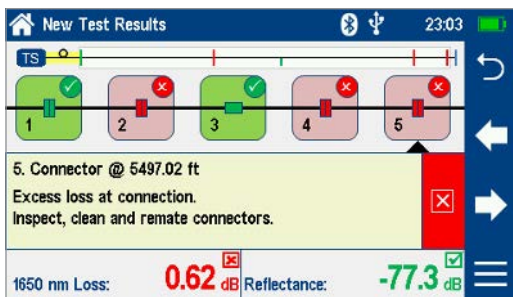 New Test Results 23:03
TS
1 2 3 4 5
5. Connector @ 5497.02 ft
Excess loss at connection.
Inspect, clean and remate connectors.
1650 nm Loss: 0.62 dB Reflectance: -77.3 dB